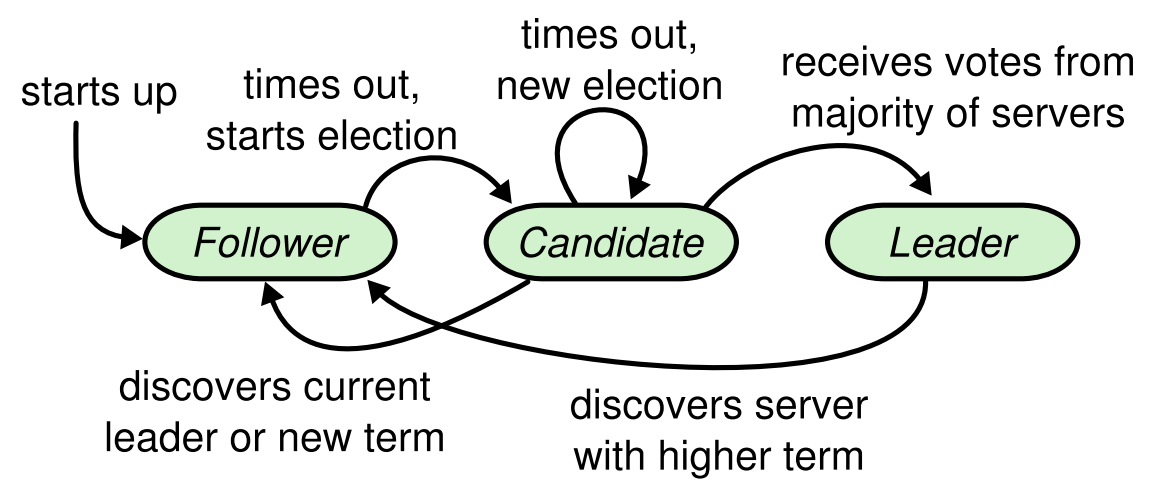 starts up
times out,
starts election
times out,
new election
receives votes from
majority of servers
Follower
Candidate
Leader
discovers current
leader or new term
discovers server
with higher term